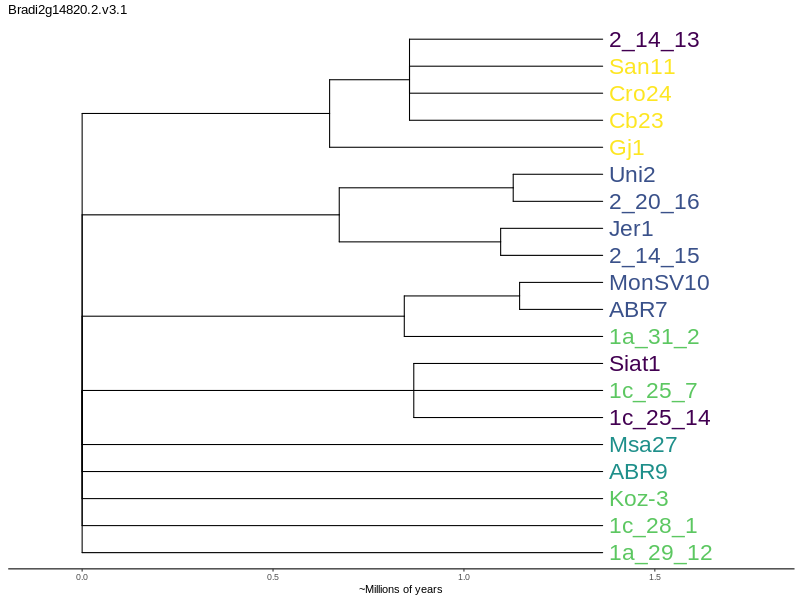 Bradi2g14820.2.v3.1
2_14_13
San11
Cro24
Cb23
Gj1
Uni2
2_20_16
Jer1
2_14_15
MonSV10
ABR7
1a_31_2
Siat1
1c_25_7
1c_25_14
Msa27
ABR9
Koz-3
1c_28_1
1a_29_12
0.0 0.5 1.0 1.5
~Millions of years